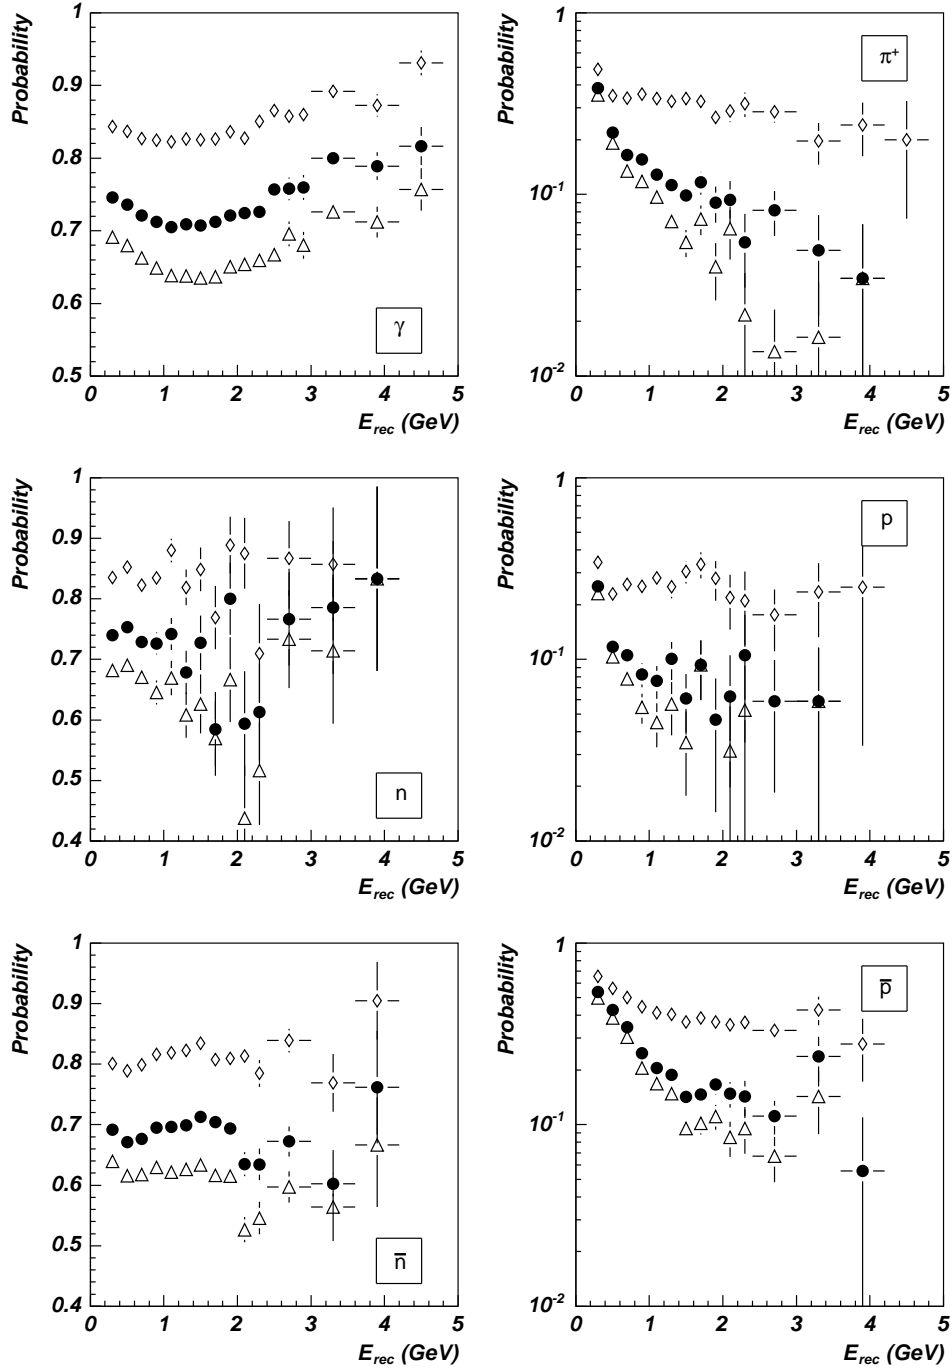 Probability
1
0.9
0.8
0.7
0.6
0.5
γ
0 1 2 3 4 5
E_rec (GeV)
Probability
1
10^-1
10^-2
π^+
0 1 2 3 4 5
E_rec (GeV)
Probability
1
0.9
0.8
0.7
0.6
0.5
0.4
n
0 1 2 3 4 5
E_rec (GeV)
Probability
1
10^-1
10^-2
p
0 1 2 3 4 5
E_rec (GeV)
Probability
1
0.9
0.8
0.7
0.6
0.5
0.4
n̅
0 1 2 3 4 5
E_rec (GeV)
Probability
1
10^-1
10^-2
p̅
0 1 2 3 4 5
E_rec (GeV)